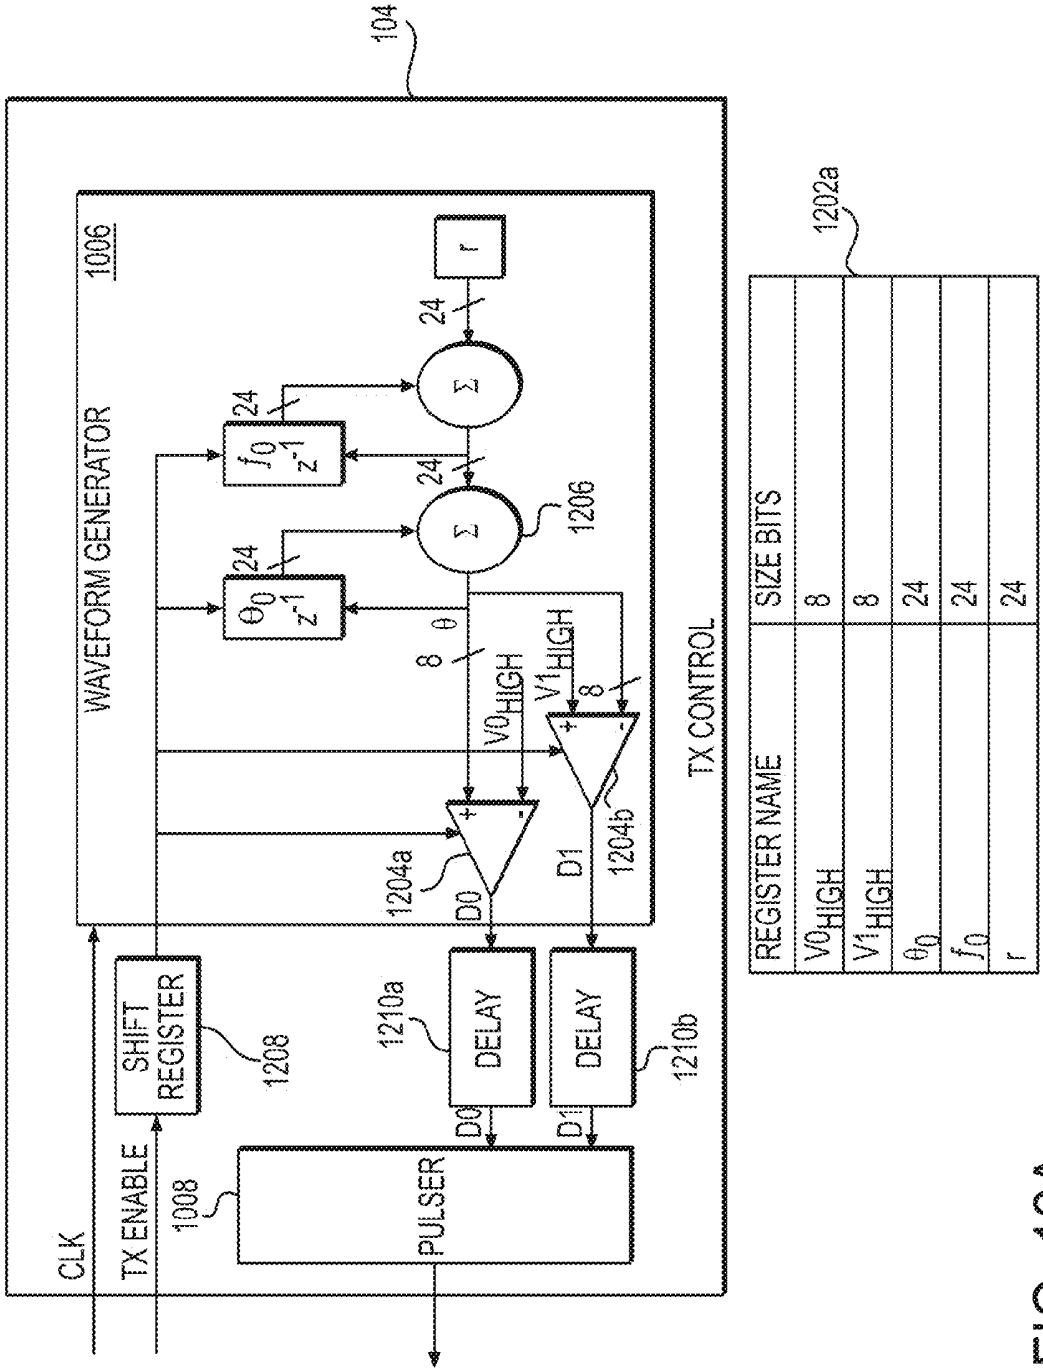 104
WAVEFORM GENERATOR
1006
CLK
TX ENABLE
SHIFT
REGISTER
1208
θ0
z-1
24
f0
z-1
24
Σ
1206
24
Σ
24
r
θ
8
V0HIGH
V1HIGH
8
+
-
+
-
1204a
1204b
D0
D1
1210a
DELAY
DELAY
1210b
D0
D1
1008
PULSER
TX CONTROL
1202a
REGISTER NAME SIZE BITS
V0HIGH 8
V1HIGH 8
θ0 24
f0 24
r 24